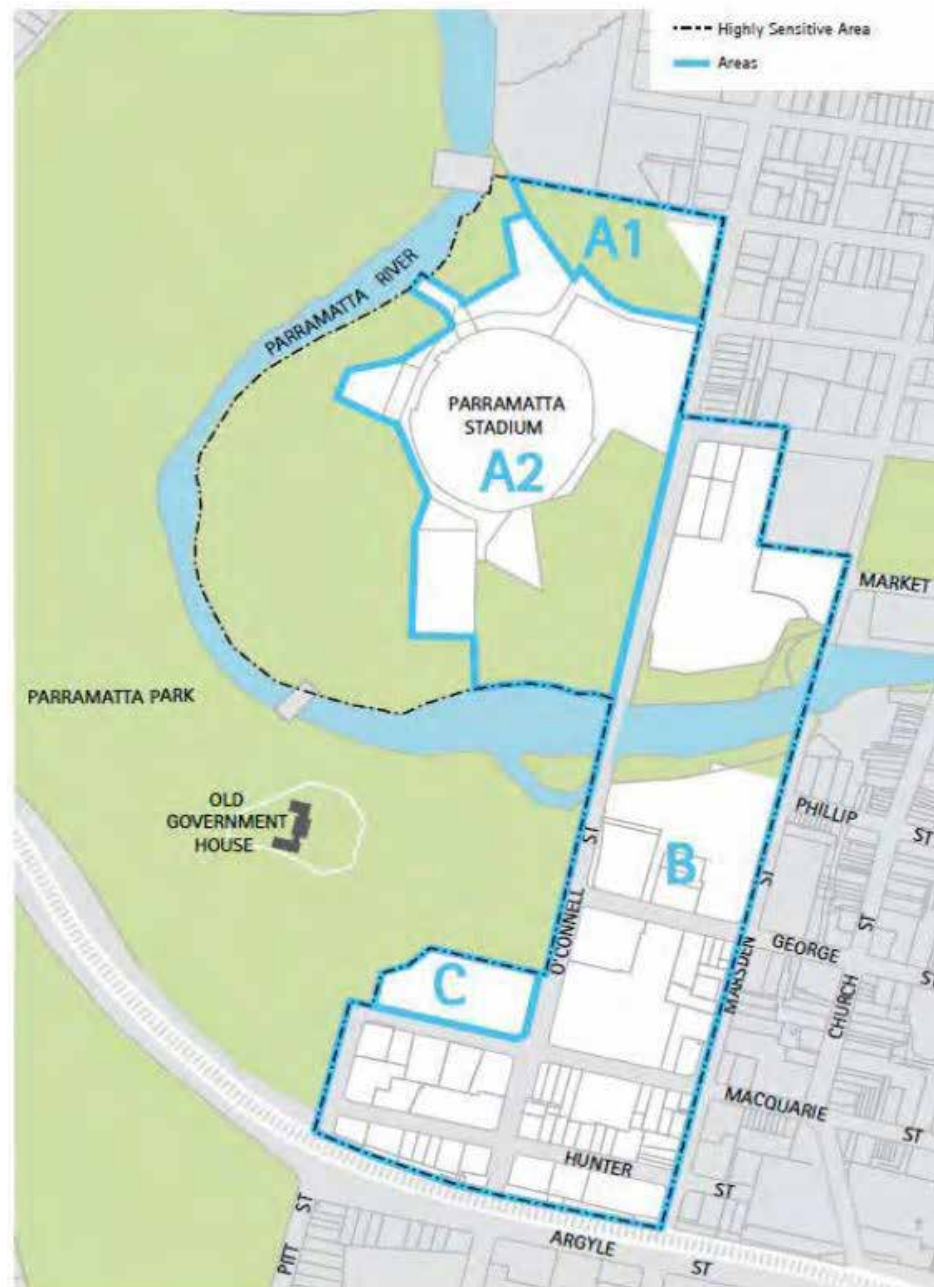 Highly Sensitive Area
Areas
A1
PARRAMATTA RIVER
PARRAMATTA
STADIUM
A2
MARKET
PARRAMATTA PARK
OLD
GOVERNMENT
HOUSE
PHILLIP
ST
B
O'CONNELL
ST
MARSDEN
ST
GEORGE
ST
CHURCH
ST
C
MACQUARIE
ST
HUNTER
ST
ARGYLE
ST
PITT
ST